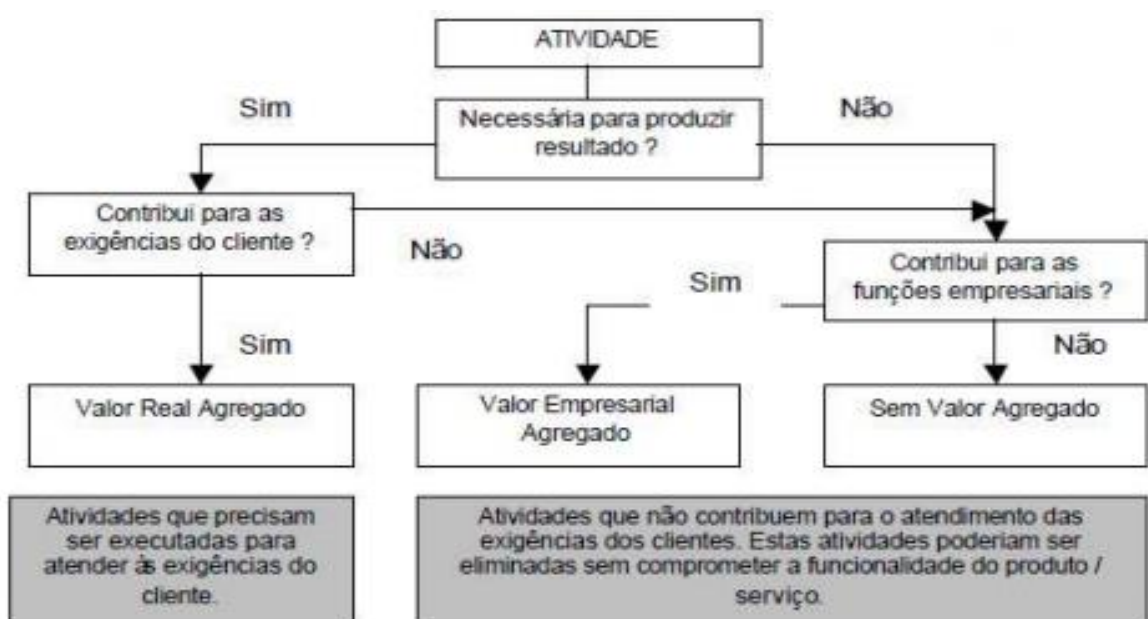 ATIVIDADE
Sim
Não
Necessária para produzir
resultado ?
Contribui para as
exigências do cliente ?
Não
Contribui para as
funções empresariais ?
Sim
Sim
Não
Valor Real Agregado
Valor Empresarial
Agregado
Sem Valor Agregado
Atividades que precisam
ser executadas para
atender às exigências do
cliente.
Atividades que não contribuem para o atendimento das
exigências dos clientes. Estas atividades poderiam ser
eliminadas sem comprometer a funcionalidade do produto /
serviço.